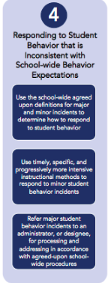 4
Responding to Student
Behavior that is
Inconsistent with
School-wide Behavior
Expectations
Use the school-wide agreed
upon definitions for major
and minor incidents to
determine how to respond
to student behavior
Use timely, specific, and
progressively more intensive
instructional methods to
respond to minor student
behavior incidents
Refer major student
behavior incidents to an
administrator, or designee,
for processing and
addressing in accordance
with agreed-upon school-
wide procedures